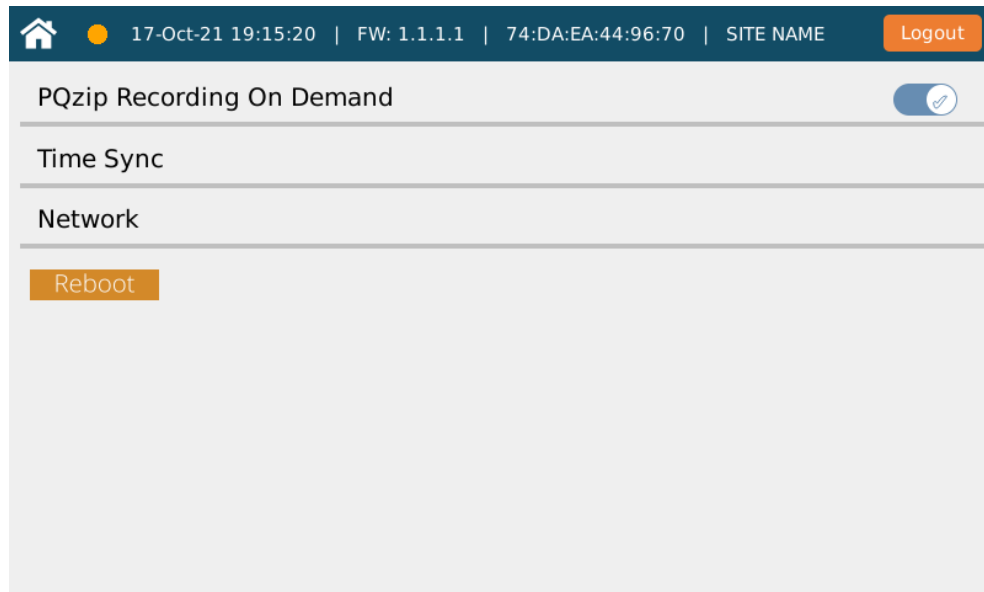 17-Oct-21 19:15:20 | FW: 1.1.1.1 | 74:DA:EA:44:96:70 | SITE NAME Logout
PQzip Recording On Demand
Time Sync
Network
Reboot